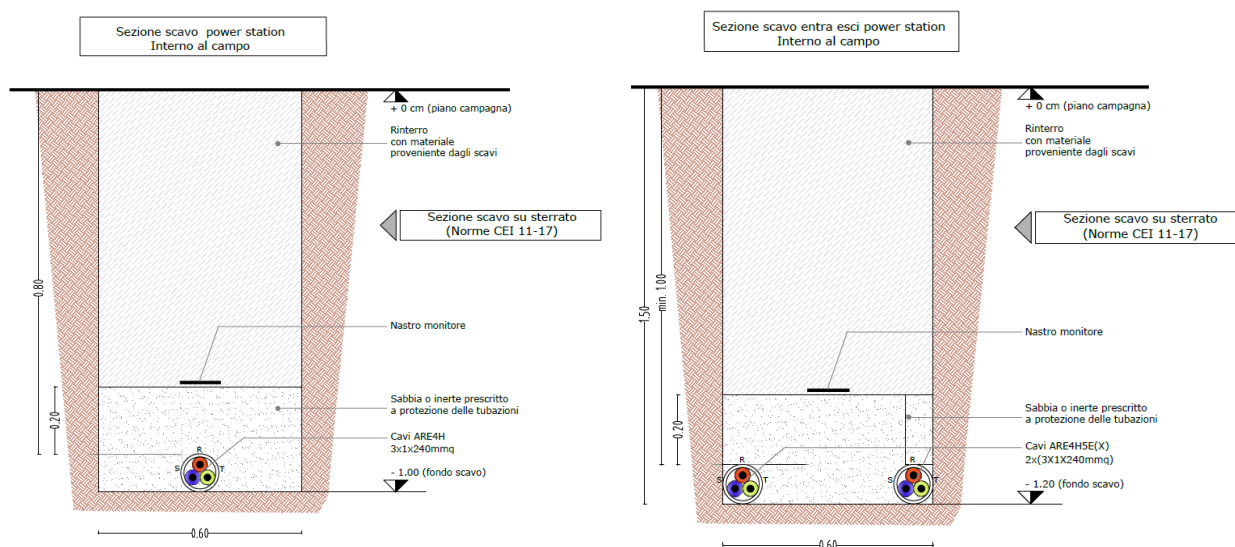 Sezione scavo power station
Interno al campo
+ 0 cm (piano campagna)
Rinterro
con materiale
proveniente dagli scavi
Sezione scavo su sterrato
(Norme CEI 11-17)
0.80
Nastro monitore
0.20
Sabbia o inerte prescritto
a protezione delle tubazioni
Cavi ARE4H
3x1x240mmq
R
S
T
- 1.00 (fondo scavo)
0.60
Sezione scavo entra esci power station
Interno al campo
+ 0 cm (piano campagna)
Rinterro
con materiale
proveniente dagli scavi
Sezione scavo su sterrato
(Norme CEI 11-17)
min. 1.00
1.50
Nastro monitore
0.20
Sabbia o inerte prescritto
a protezione delle tubazioni
Cavi ARE4H5E(X)
2x(3X1X240mmq)
R
S
T
R
S
T
- 1.20 (fondo scavo)
0.60